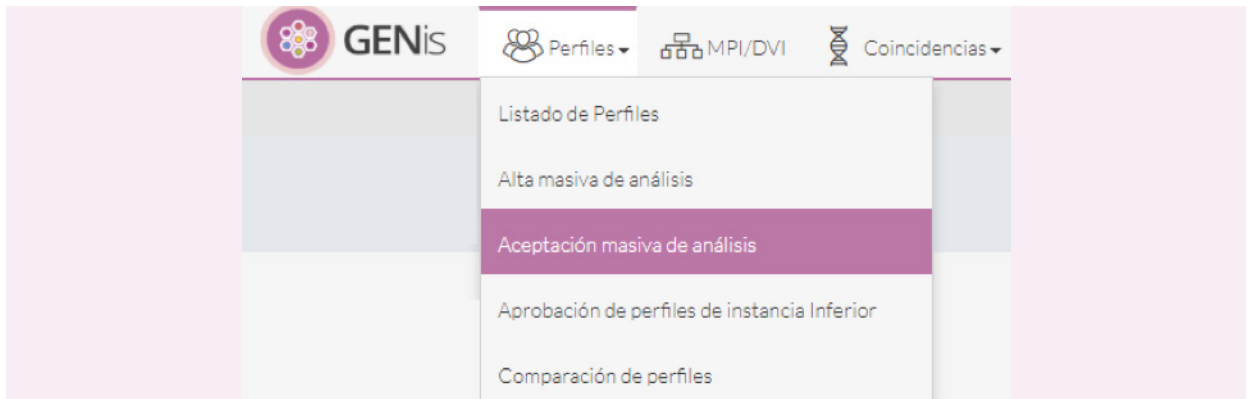 GENis Perfiles MPI/DVI Coincidencias
Listado de Perfiles
Alta masiva de análisis
Aceptación masiva de análisis
Aprobación de perfiles de instancia Inferior
Comparación de perfiles